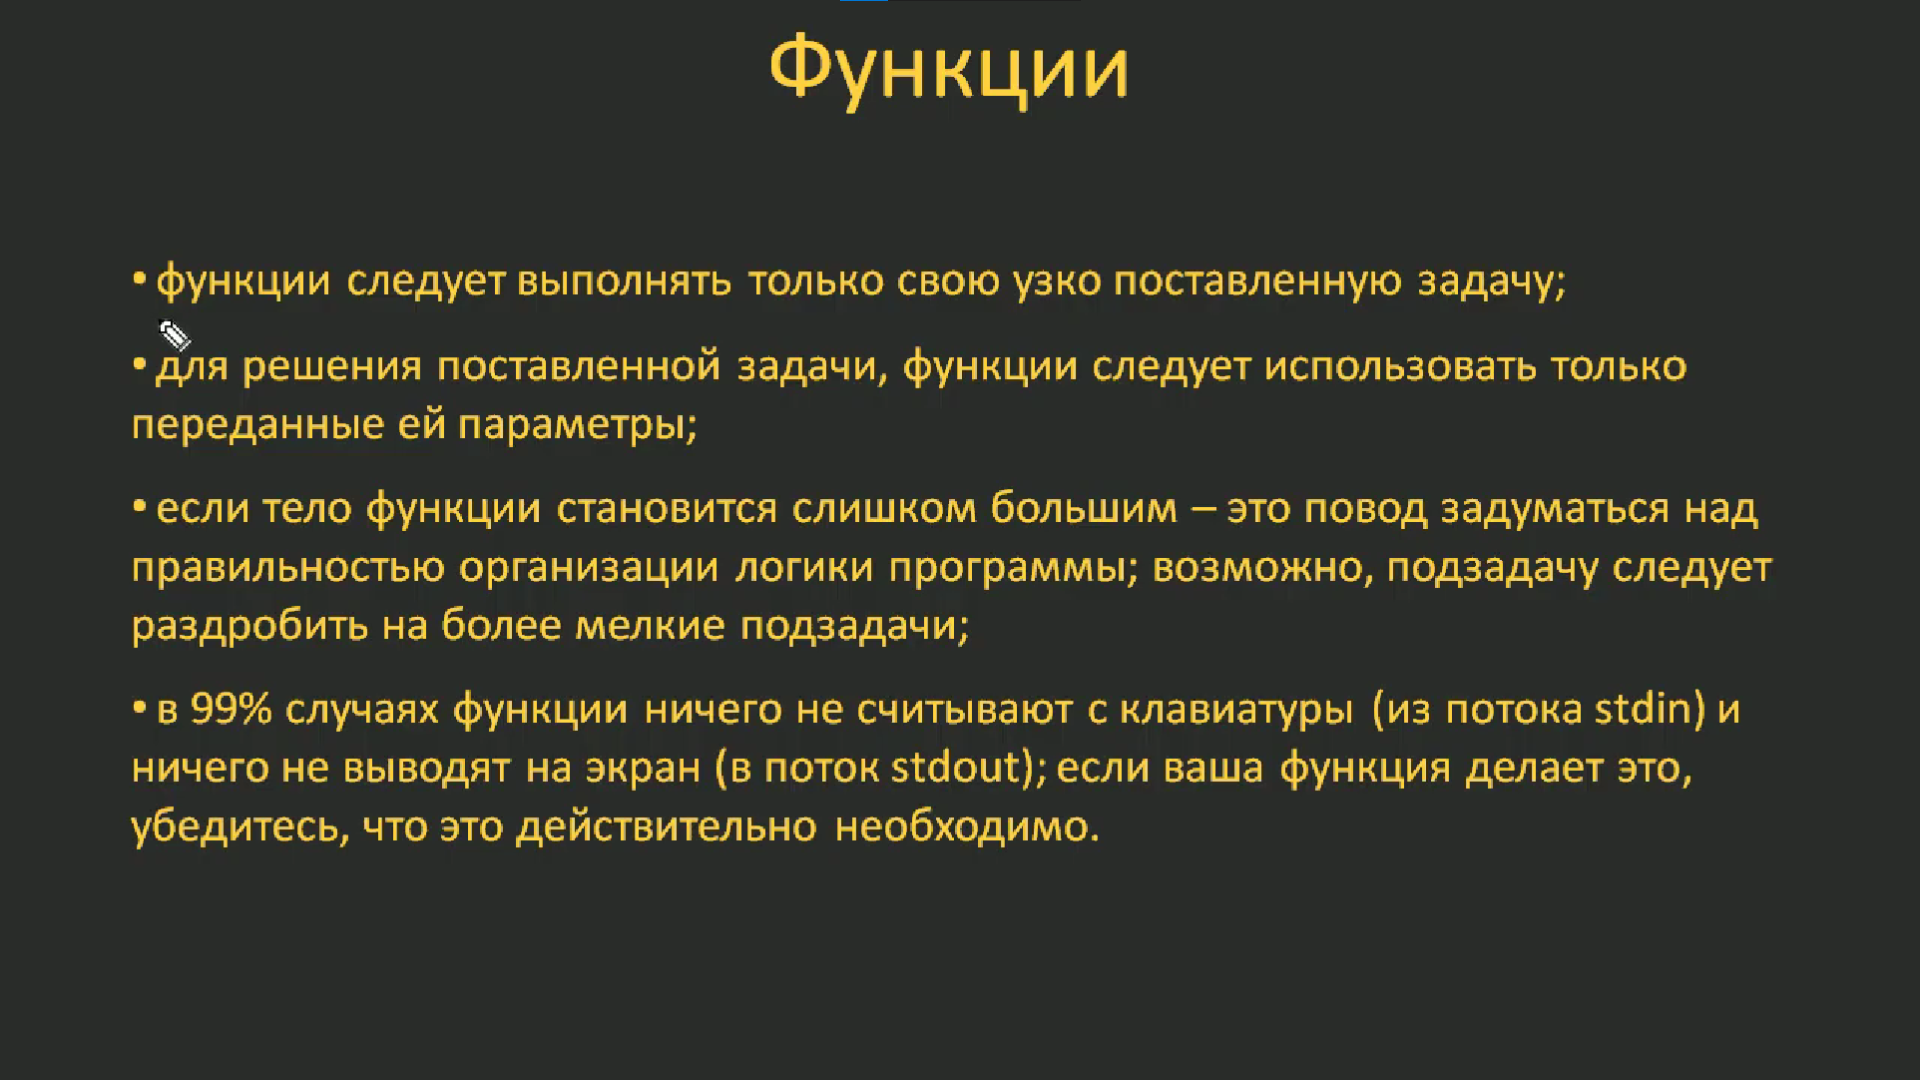 Функции
• функции следует выполнять только свою узко поставленную задачу;
• для решения поставленной задачи, функции следует использовать только
переданные ей параметры;
• если тело функции становится слишком большим – это повод задуматься над
правильностью организации логики программы; возможно, подзадачу следует
раздробить на более мелкие подзадачи;
• в 99% случаях функции ничего не считывают с клавиатуры (из потока stdin) и
ничего не выводят на экран (в поток stdout); если ваша функция делает это,
убедитесь, что это действительно необходимо.